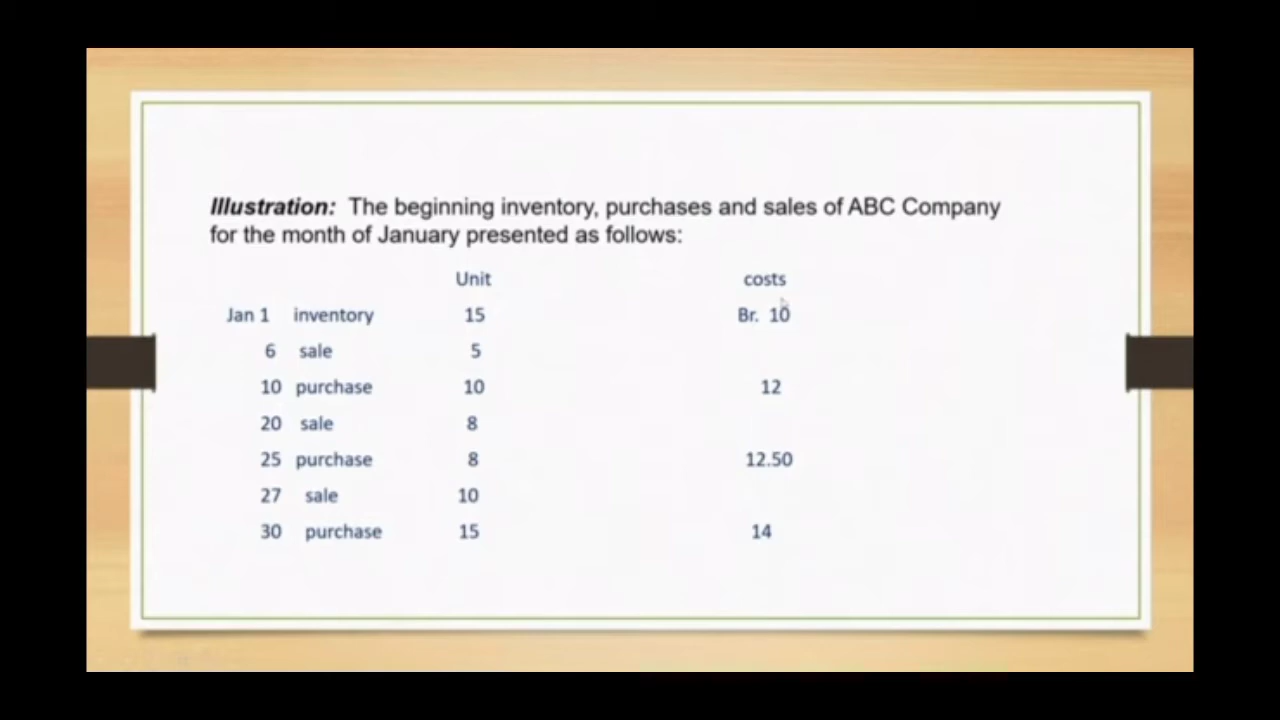 Illustration: The beginning inventory, purchases and sales of ABC Company
for the month of January presented as follows:
Unit costs
Jan 1 inventory 15 Br. 10
6 sale 5
10 purchase 10 12
20 sale 8
25 purchase 8 12.50
27 sale 10
30 purchase 15 14